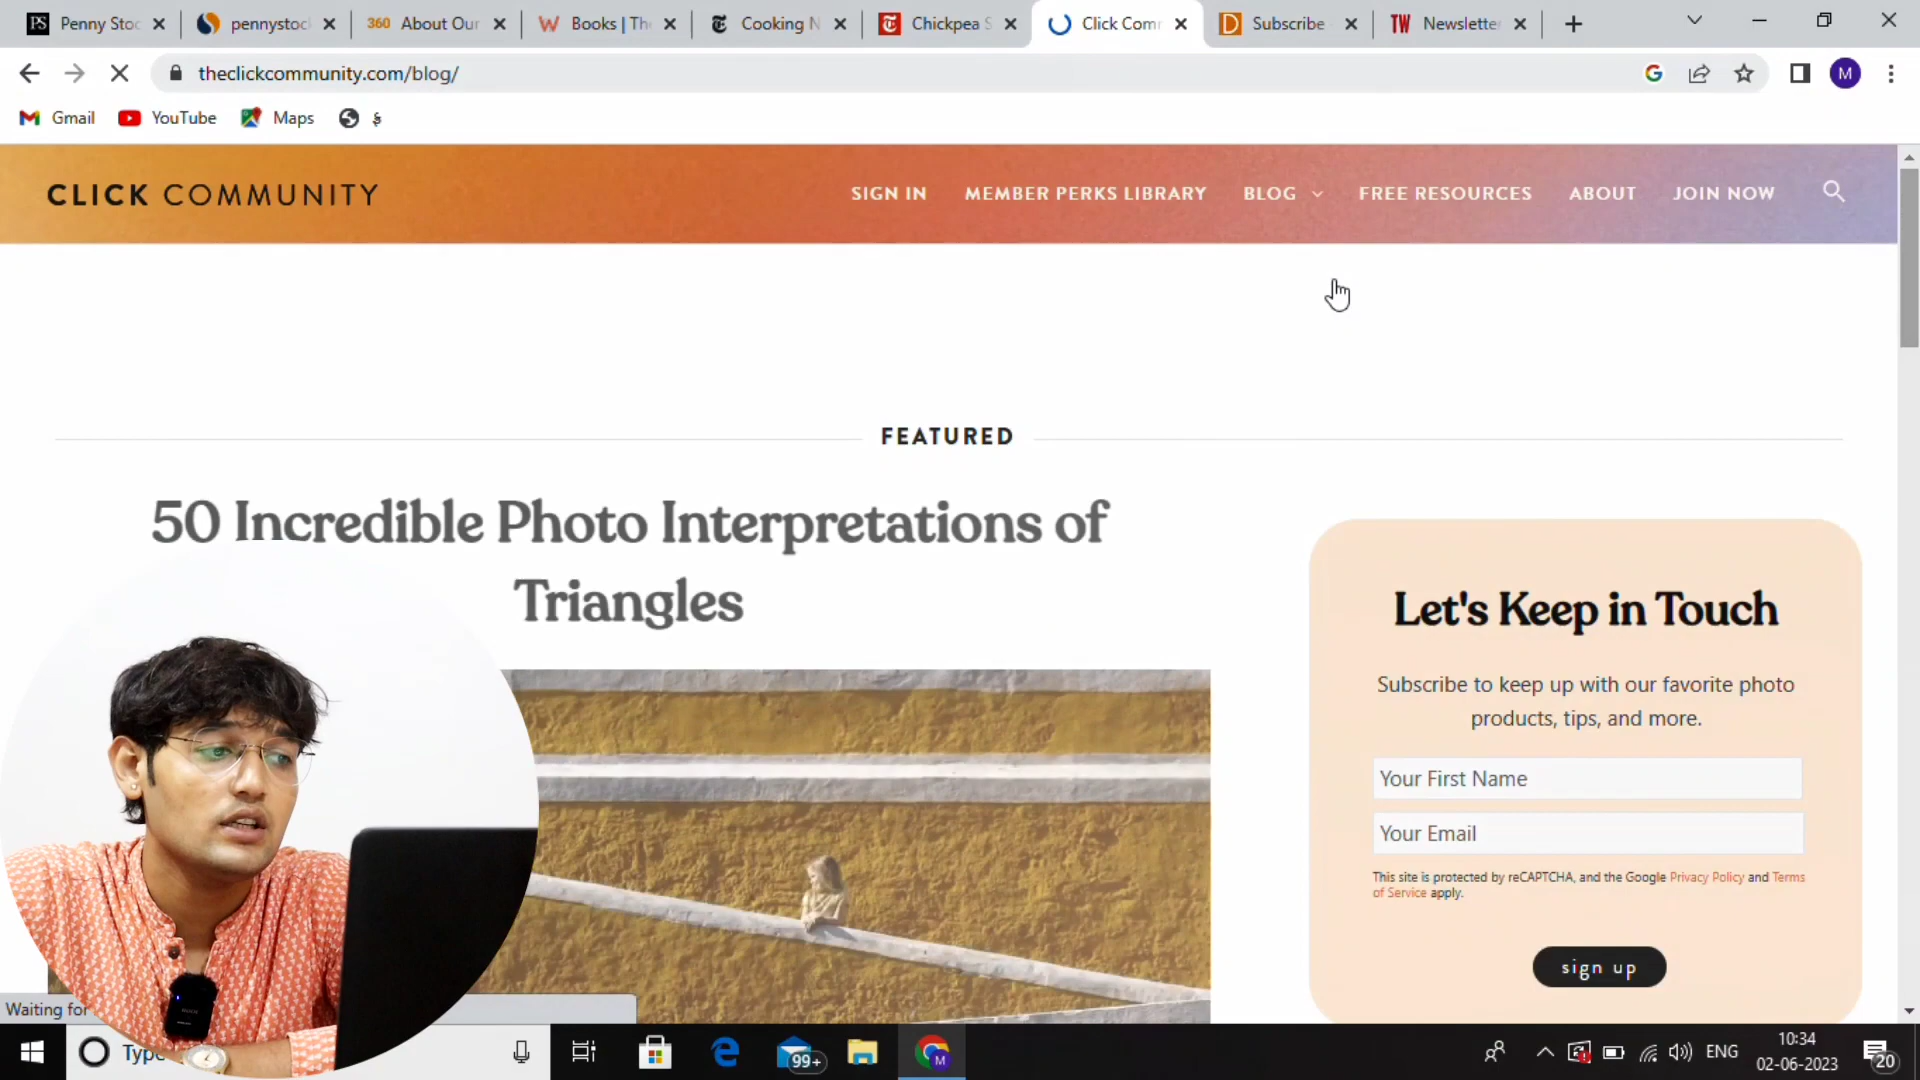 PS Penny Stoc
pennystoc
360 About Our
W Books | Th
T Cooking N
T Chickpea S
Click Com
D Subscribe
TW Newslette
theclickcommunity.com/blog/
G
M
Gmail
YouTube
Maps
CLICK COMMUNITY
SIGN IN
MEMBER PERKS LIBRARY
BLOG
FREE RESOURCES
ABOUT
JOIN NOW
FEATURED
50 Incredible Photo Interpretations of
Triangles
Let's Keep in Touch
Subscribe to keep up with our favorite photo
products, tips, and more.
Your First Name
Your Email
This site is protected by reCAPTCHA, and the Google Privacy Policy and Terms
of Service apply.
sign up
Waiting for
Type
99+
M
ENG
10:34
02-06-2023
20